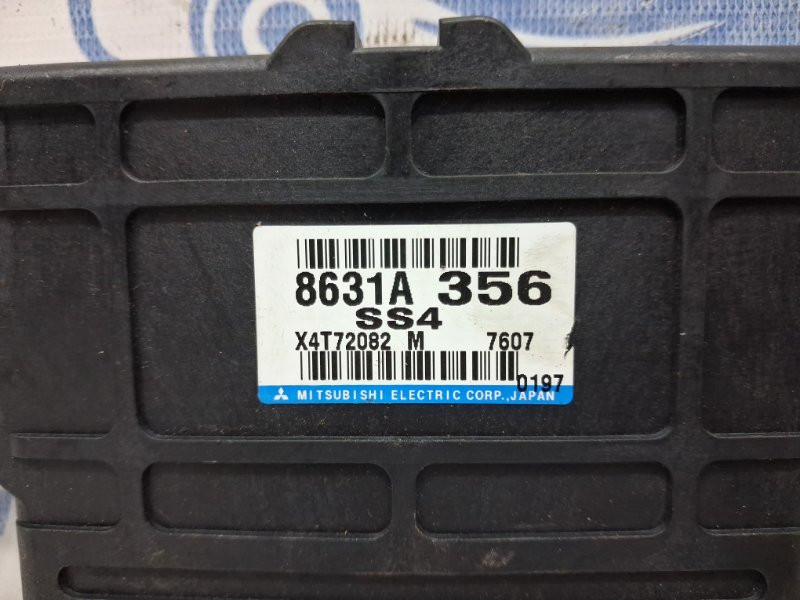 8631A 356
SS4
X4T72082 M 7607
0197
MITSUBISHI ELECTRIC CORP., JAPAN